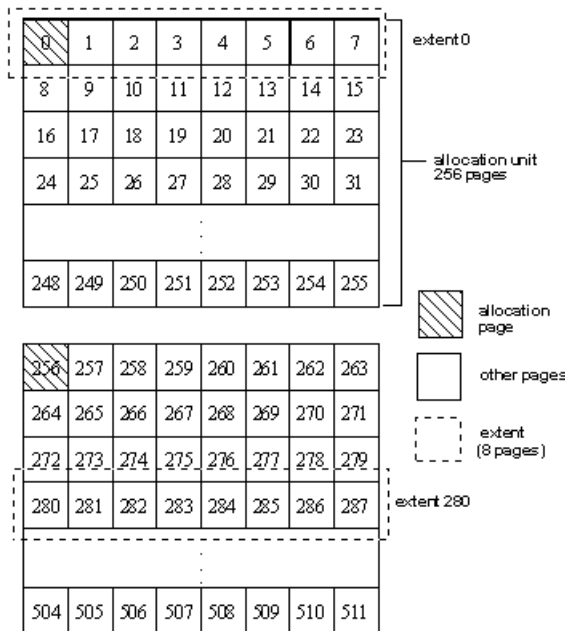 0 1 2 3 4 5 6 7
extent 0
8 9 10 11 12 13 14 15
16 17 18 19 20 21 22 23
24 25 26 27 28 29 30 31
allocation unit
256 pages
248 249 250 251 252 253 254 255
allocation
page
256 257 258 259 260 261 262 263
other pages
264 265 266 267 268 269 270 271
extent
(8 pages)
272 273 274 275 276 277 278 279
280 281 282 283 284 285 286 287
extent 280
504 505 506 507 508 509 510 511